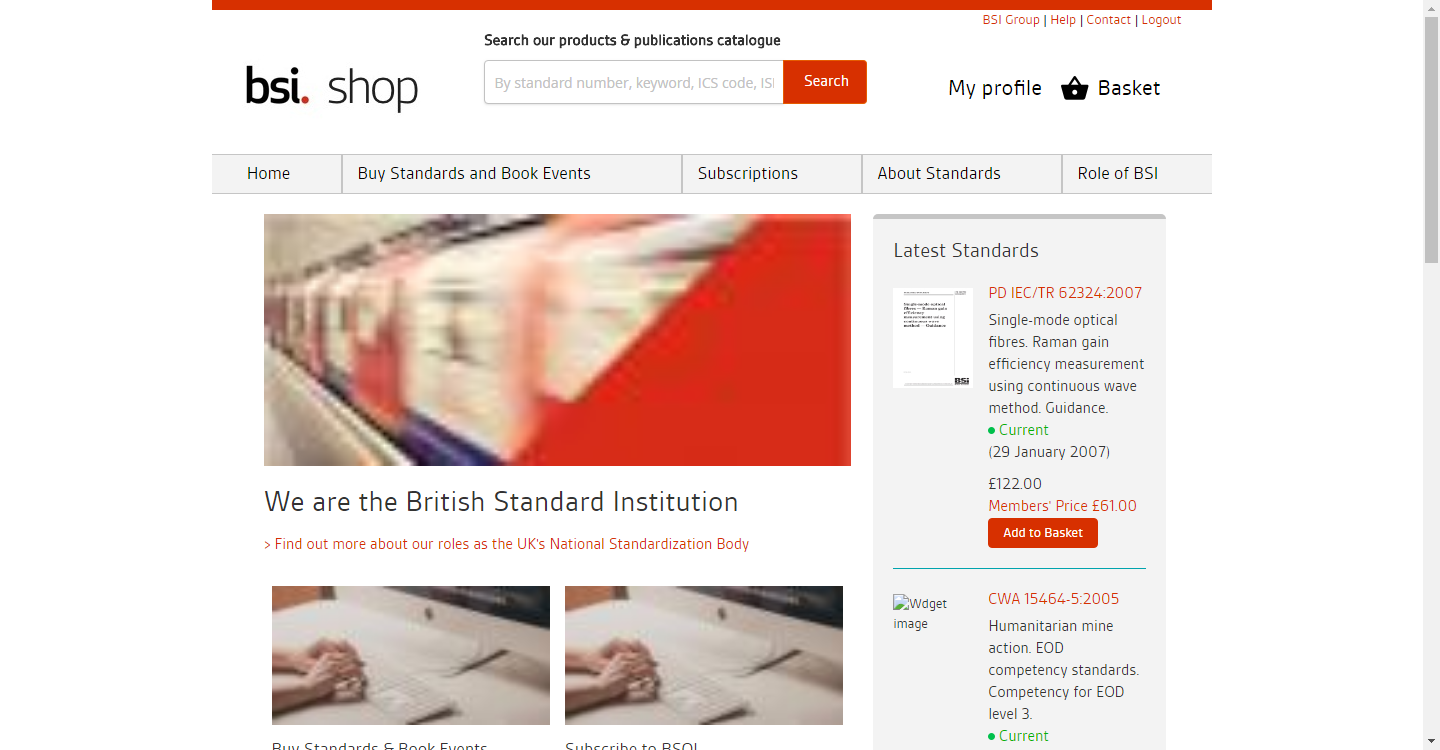 BSI Group | Help | Contact | Logout
Search our products & publications catalogue
bsi. shop
By standard number, keyword, ICS code, ISI
Search
My profile
Basket
Home
Buy Standards and Book Events
Subscriptions
About Standards
Role of BSI
We are the British Standard Institution
> Find out more about our roles as the UK's National Standardization Body
Buy Standards & Book Events
Subscribe to BSOL
Latest Standards
Single-mode optical
fibres — Raman gain
efficiency
measurement using
continuous wave
method — Guidance
BSi
PD IEC/TR 62324:2007
Single-mode optical
fibres. Raman gain
efficiency measurement
using continuous wave
method. Guidance.
Current
(29 January 2007)
£122.00
Members' Price £61.00
Add to Basket
Wdget
image
CWA 15464-5:2005
Humanitarian mine
action. EOD
competency standards.
Competency for EOD
level 3.
Current